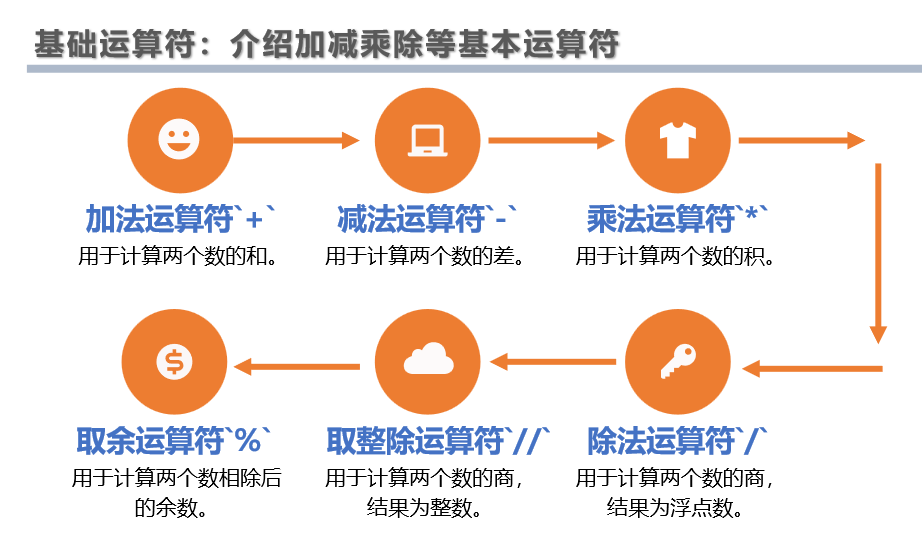 基础运算符：介绍加减乘除等基本运算符
加法运算符`+`
用于计算两个数的和。
减法运算符`-`
用于计算两个数的差。
乘法运算符`*`
用于计算两个数的积。
除法运算符`/`
用于计算两个数的商，
结果为浮点数。
取整除运算符`//`
用于计算两个数的商，
结果为整数。
取余运算符`%`
用于计算两个数相除后
的余数。